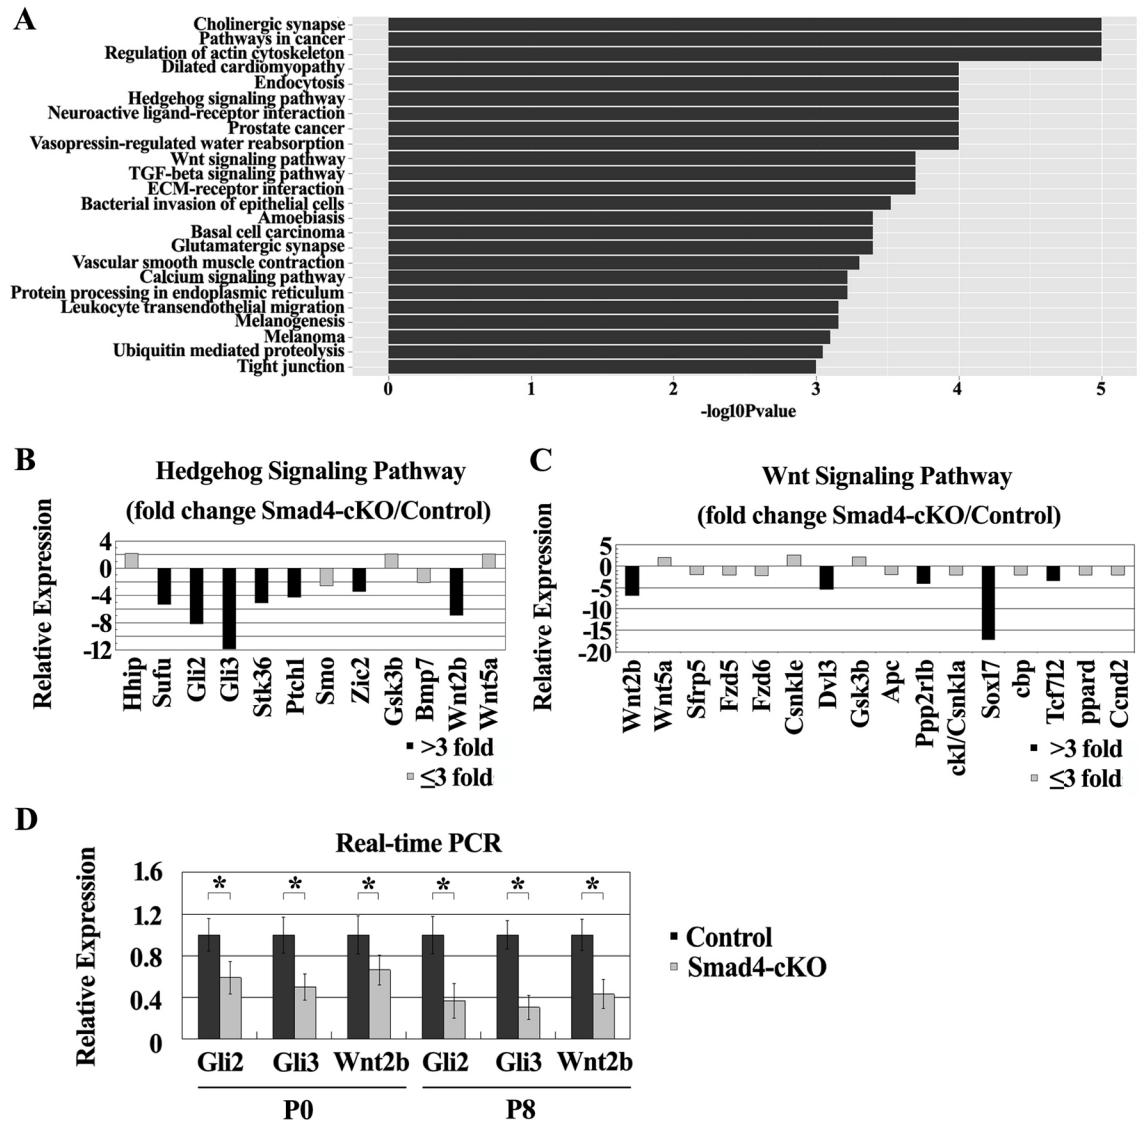 A
Cholinergic synapse
Pathways in cancer
Regulation of actin cytoskeleton
Dilated cardiomyopathy
Endocytosis
Hedgehog signaling pathway
Neuroactive ligand-receptor interaction
Prostate cancer
Vasopressin-regulated water reabsorption
Wnt signaling pathway
TGF-beta signaling pathway
ECM-receptor interaction
Bacterial invasion of epithelial cells
Amoebiasis
Basal cell carcinoma
Glutamatergic synapse
Vascular smooth muscle contraction
Calcium signaling pathway
Protein processing in endoplasmic reticulum
Leukocyte transendothelial migration
Melanogenesis
Melanoma
Ubiquitin mediated proteolysis
Tight junction
0 1 2 3 4 5
-log10Pvalue
B
Hedgehog Signaling Pathway
(fold change Smad4-cKO/Control)
Relative Expression
4
0
-4
-8
-12
Hhip Sufu Gli2 Gli3 Stk36 Ptch1 Smo Zic2 Gsk3b Bmp7 Wnt2b Wnt5a
>3 fold
≤3 fold
C
Wnt Signaling Pathway
(fold change Smad4-cKO/Control)
Relative Expression
5
0
-5
-10
-15
-20
Wnt2b Wnt5a Sfrp5 Fzd5 Fzd6 Csnk1e Dvl3 Gsk3b Apc Ppp2r1b ck1/Csnk1a Sox17 cbp Tcf7l2 ppard Ccnd2
>3 fold
≤3 fold
D
Real-time PCR
Relative Expression
1.6
1.2
0.8
0.4
0
* * * * * *
Gli2 Gli3 Wnt2b Gli2 Gli3 Wnt2b
P0 P8
Control
Smad4-cKO